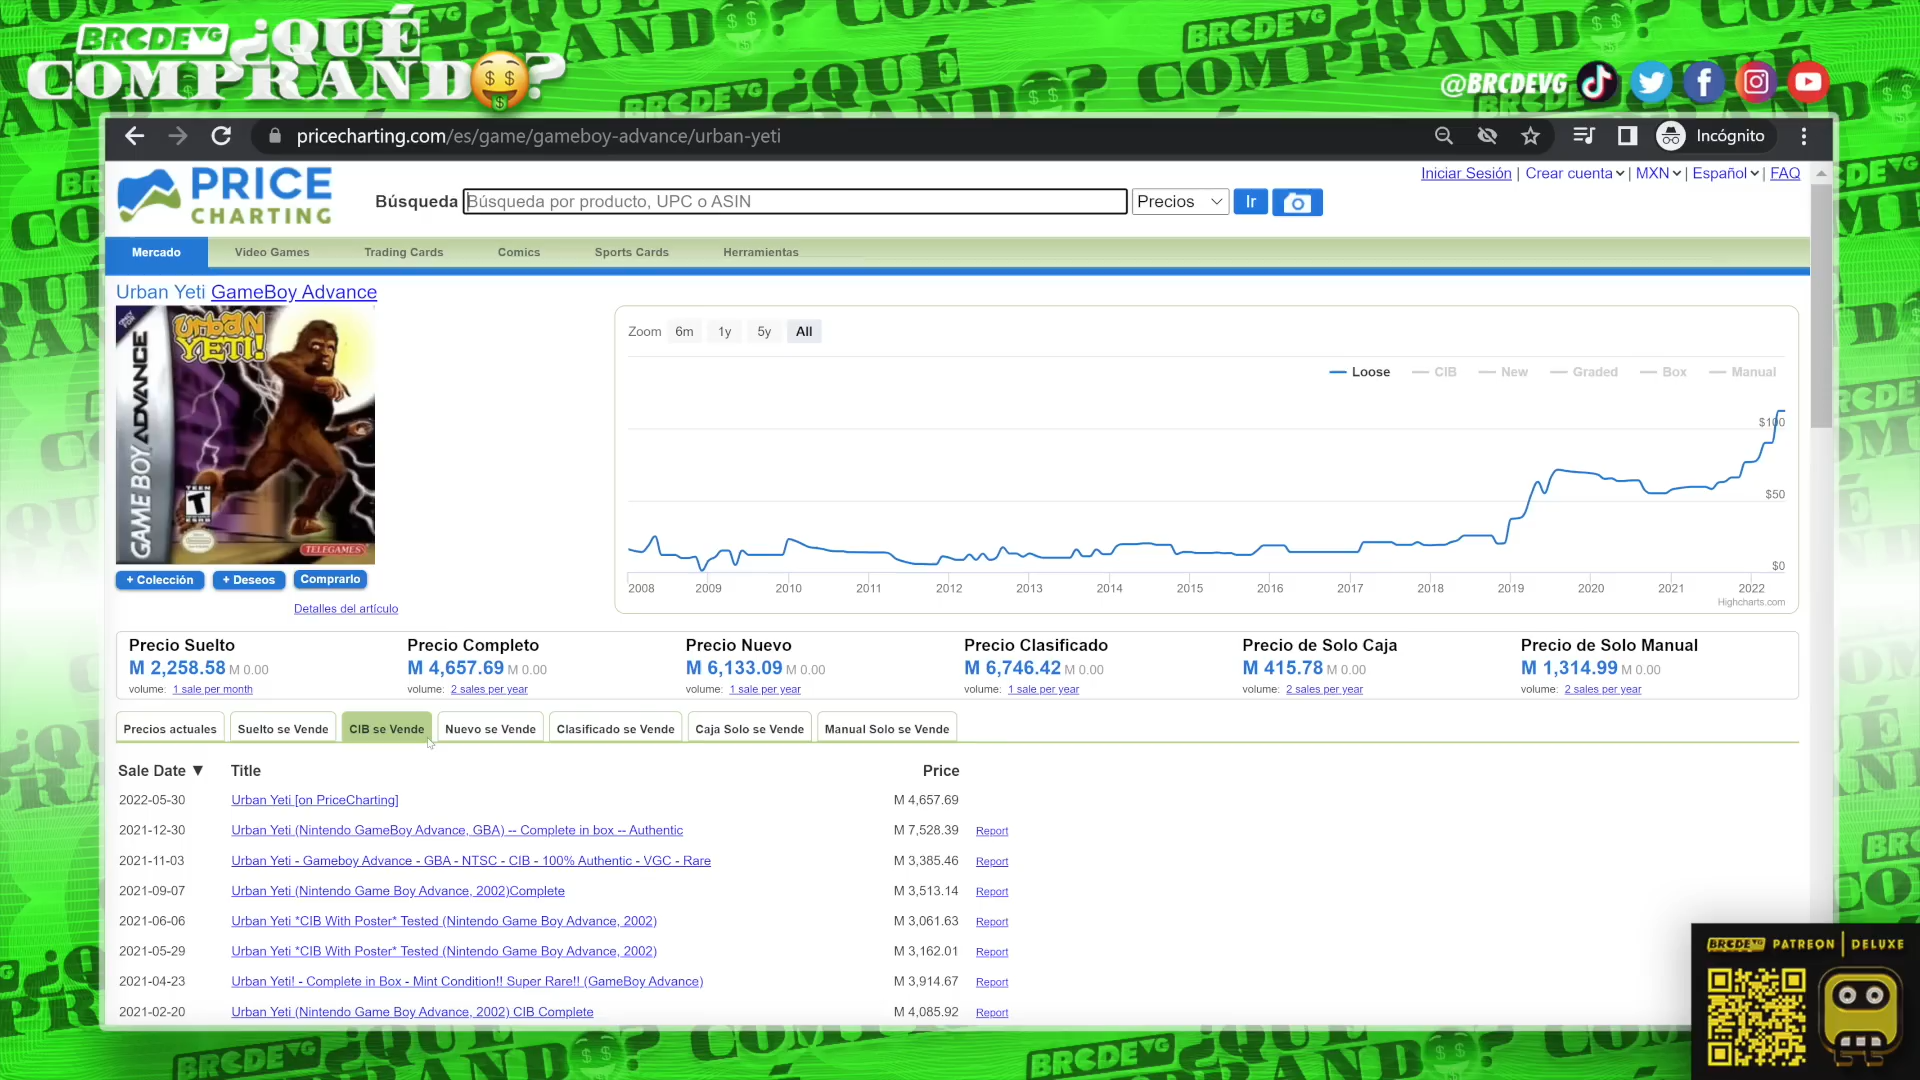 BRCDEVG ¿QUÉ
COMPRANDO?
@BRCDEVG
pricecharting.com/es/game/gameboy-advance/urban-yeti
Incógnito
PRICE
CHARTING
Búsqueda Búsqueda por producto, UPC o ASIN Precios Ir
Iniciar Sesión | Crear cuenta | MXN | Español | FAQ
Mercado Video Games Trading Cards Comics Sports Cards Herramientas
Urban Yeti GameBoy Advance
GAME BOY ADVANCE
URBAN
YETI!
TEEN
T
ESRB
TELEGAMES
+ Colección + Deseos Comprarlo
Detalles del artículo
Zoom 6m 1y 5y All
Loose CIB New Graded Box Manual
$100
$50
$0
2008 2009 2010 2011 2012 2013 2014 2015 2016 2017 2018 2019 2020 2021 2022
Highcharts.com
Precio Suelto Precio Completo Precio Nuevo Precio Clasificado Precio de Solo Caja Precio de Solo Manual
M 2,258.58 M 0.00 M 4,657.69 M 0.00 M 6,133.09 M 0.00 M 6,746.42 M 0.00 M 415.78 M 0.00 M 1,314.99 M 0.00
volume: 1 sale per month volume: 2 sales per year volume: 1 sale per year volume: 1 sale per year volume: 2 sales per year volume: 2 sales per year
Precios actuales Suelto se Vende CIB se Vende Nuevo se Vende Clasificado se Vende Caja Solo se Vende Manual Solo se Vende
Sale Date ▼ Title Price
2022-05-30 Urban Yeti [on PriceCharting] M 4,657.69
2021-12-30 Urban Yeti (Nintendo GameBoy Advance, GBA) -- Complete in box -- Authentic M 7,528.39 Report
2021-11-03 Urban Yeti - Gameboy Advance - GBA - NTSC - CIB - 100% Authentic - VGC - Rare M 3,385.46 Report
2021-09-07 Urban Yeti (Nintendo Game Boy Advance, 2002)Complete M 3,513.14 Report
2021-06-06 Urban Yeti *CIB With Poster* Tested (Nintendo Game Boy Advance, 2002) M 3,061.63 Report
2021-05-29 Urban Yeti *CIB With Poster* Tested (Nintendo Game Boy Advance, 2002) M 3,162.01 Report
2021-04-23 Urban Yeti! - Complete in Box - Mint Condition!! Super Rare!! (GameBoy Advance) M 3,914.67 Report
2021-02-20 Urban Yeti (Nintendo Game Boy Advance, 2002) CIB Complete M 4,085.92 Report
BRCDEVG PATREON | DELUXE